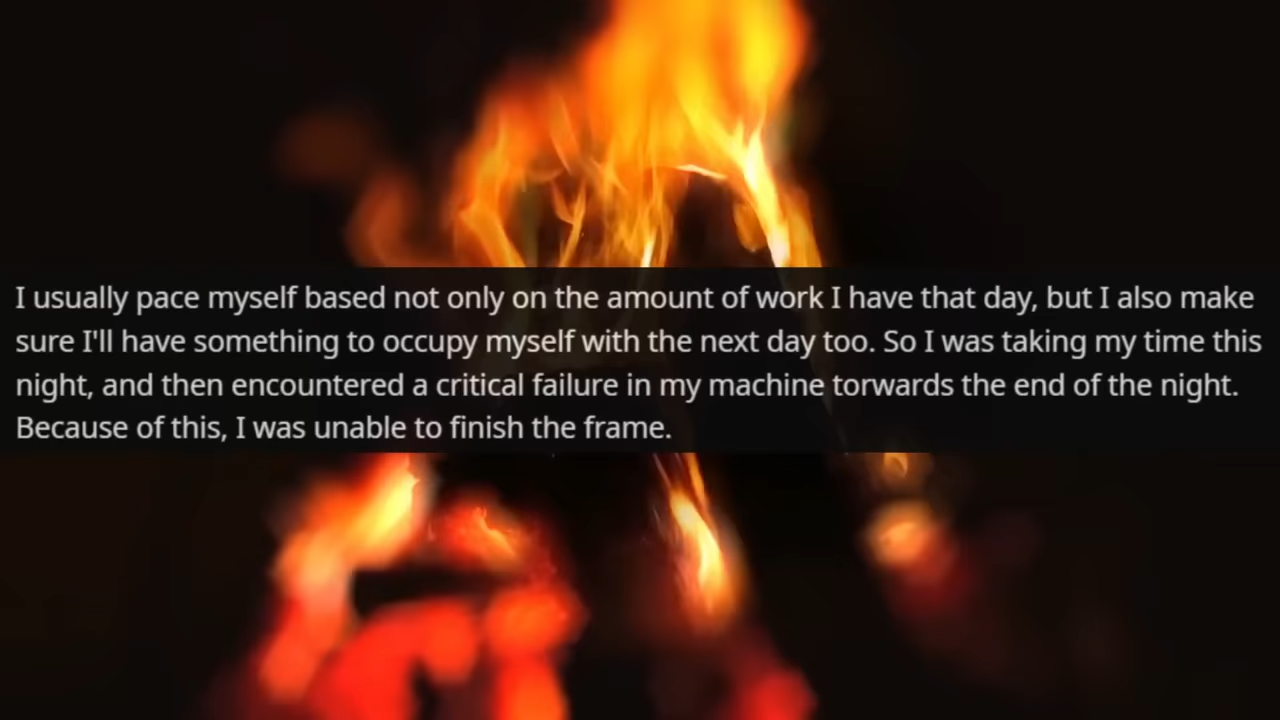 I usually pace myself based not only on the amount of work I have that day, but I also make
sure I'll have something to occupy myself with the next day too. So I was taking my time this
night, and then encountered a critical failure in my machine torwards the end of the night.
Because of this, I was unable to finish the frame.